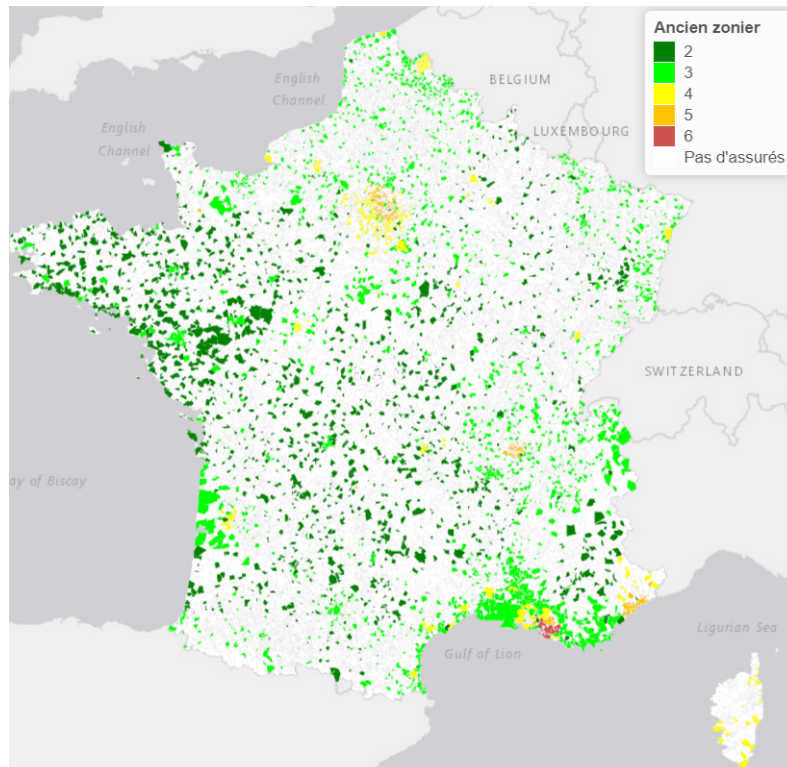 Ancien zonier
2
3
4
5
6
Pas d'assurés
English
Channel
BELGIUM
English
Channel
LUXEMBOURG
SWITZERLAND
ay of Biscay
Ligurian Sea
Gulf of Lion